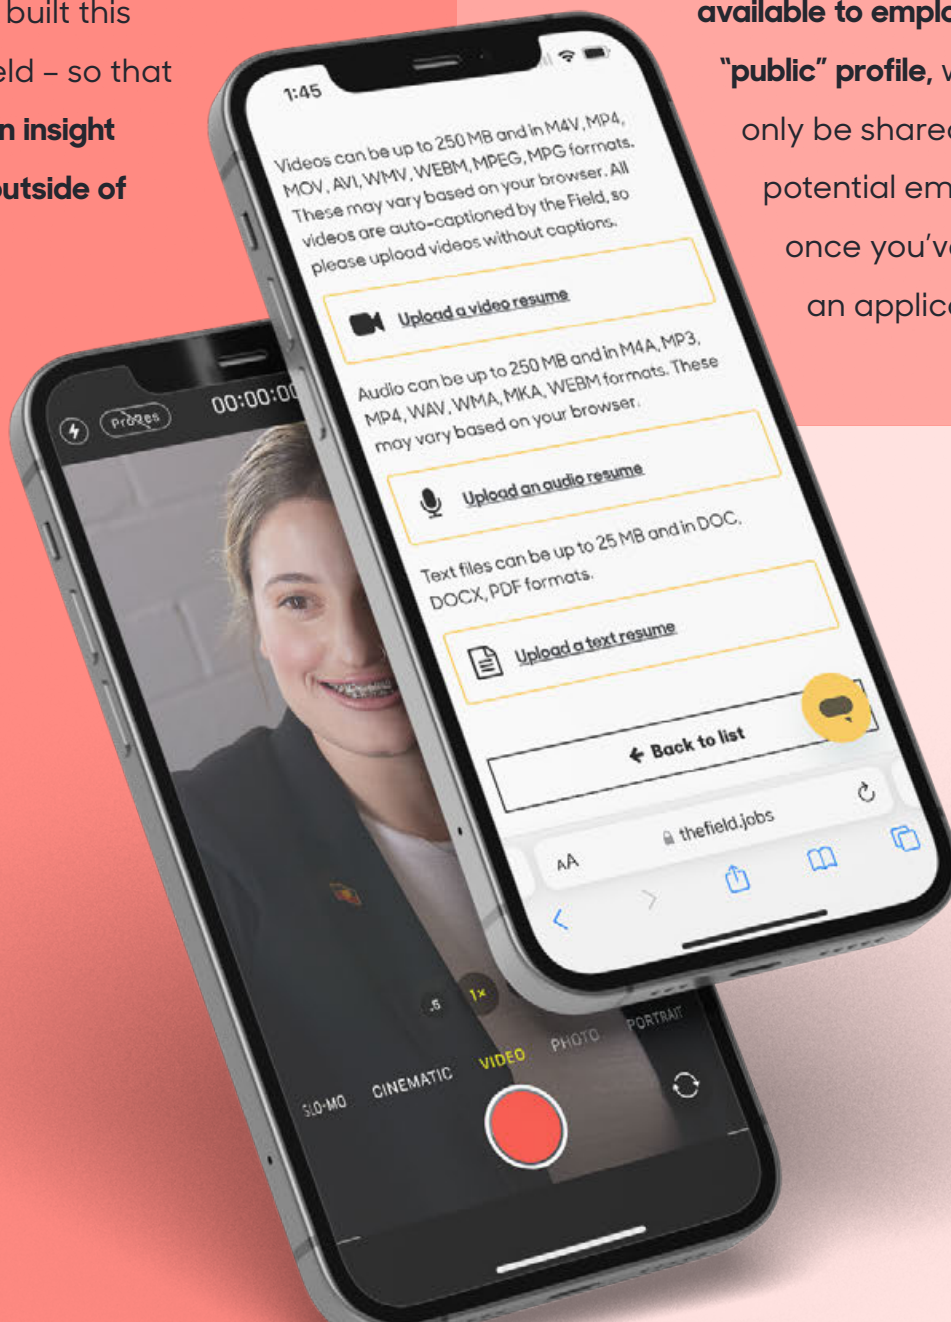 built this
eld – so that
n insight
outside of
available to emplo
“public” profile,
only be shared
potential em
once you’v
an applic
1:45
Videos can be up to 250 MB and in M4V, MP4,
MOV, AVI, WMV, WEBM, MPEG, MPG formats.
These may vary based on your browser. All
videos are auto-captioned by the Field, so
please upload videos without captions.
Upload a video resume
Audio can be up to 250 MB and in M4A, MP3,
MP4, WAV, WMA, MKA, WEBM formats. These
may vary based on your browser.
Upload an audio resume
Text files can be up to 25 MB and in DOC,
DOCX, PDF formats.
Upload a text resume
← Back to list
AA
thefield.jobs
ProRes
00:00:00
.5
1×
SLO-MO
CINEMATIC
VIDEO
PHOTO
PORTRAIT